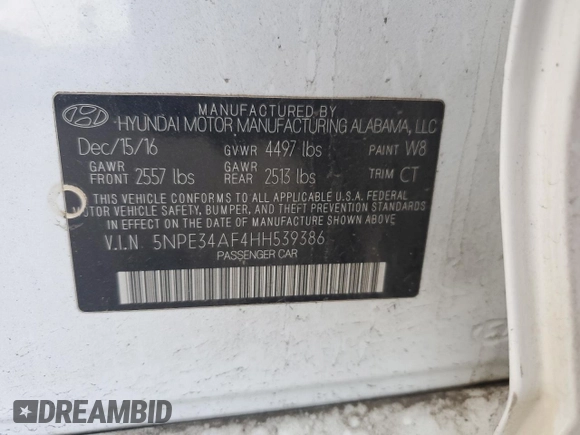 MANUFACTURED BY
HYUNDAI MOTOR MANUFACTURING ALABAMA, LLC
Dec/15/16 GVWR 4497 lbs PAINT W8
GAWR FRONT 2557 lbs GAWR REAR 2513 lbs TRIM CT
THIS VEHICLE CONFORMS TO ALL APPLICABLE U.S.A. FEDERAL
MOTOR VEHICLE SAFETY, BUMPER, AND THEFT PREVENTION STANDARDS
IN EFFECT ON THE DATE OF MANUFACTURE SHOWN ABOVE.
V.I.N. 5NPE34AF4HH539386
PASSENGER CAR
DREAMBID